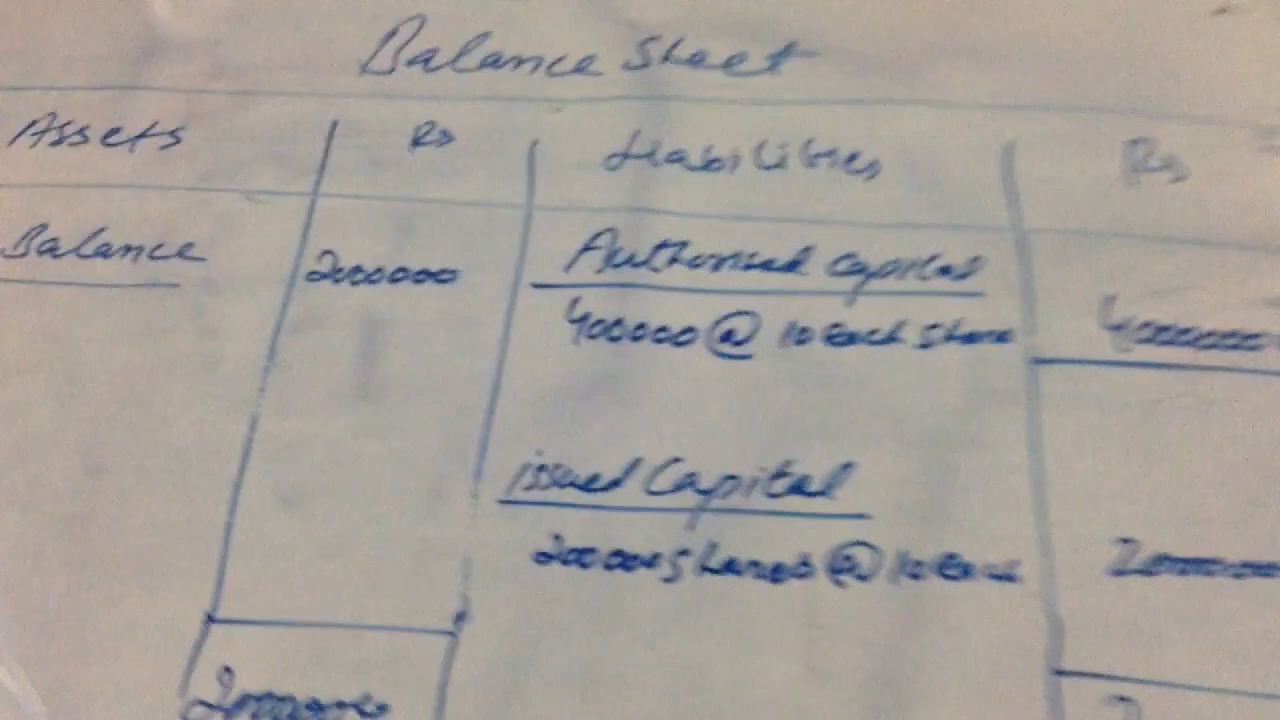 Balance Sheet
Assets Rs Liabilities Rs
Balance 2000000 Authorised Capital
400000 @ 10 Each Share 4000000
issued Capital
200000 Shares @ 10 Each 2000000
2000000 2